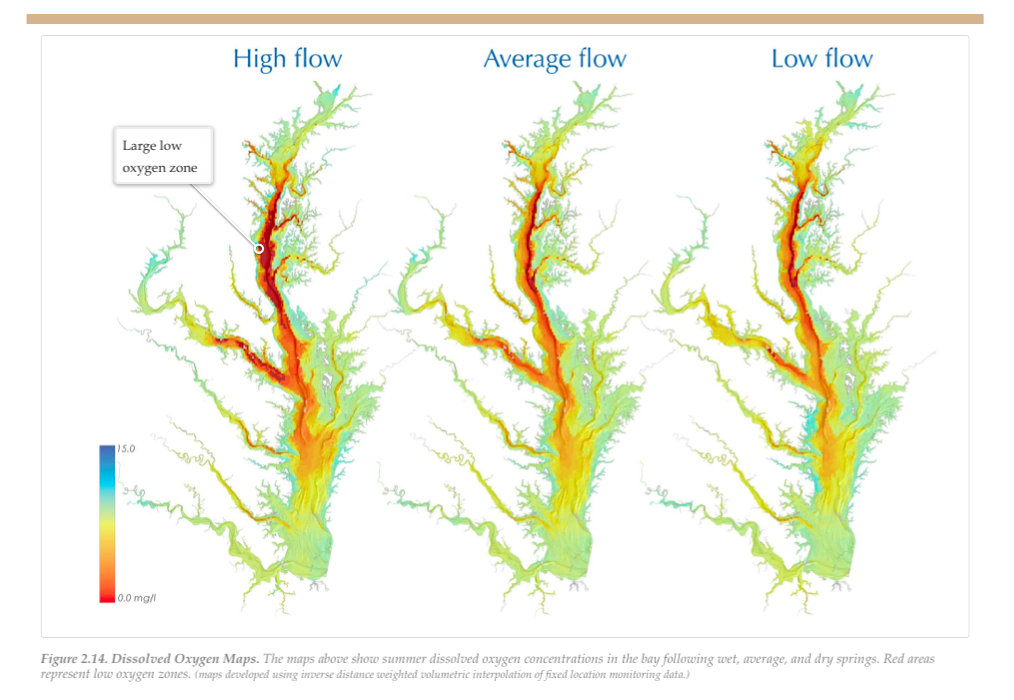 High flow
Average flow
Low flow
Large low
oxygen zone
15.0
0.0 mg/l
Figure 2.14. Dissolved Oxygen Maps. The maps above show summer dissolved oxygen concentrations in the bay following wet, average, and dry springs. Red areas
represent low oxygen zones. (maps developed using inverse distance weighted volumetric interpolation of fixed location monitoring data.)